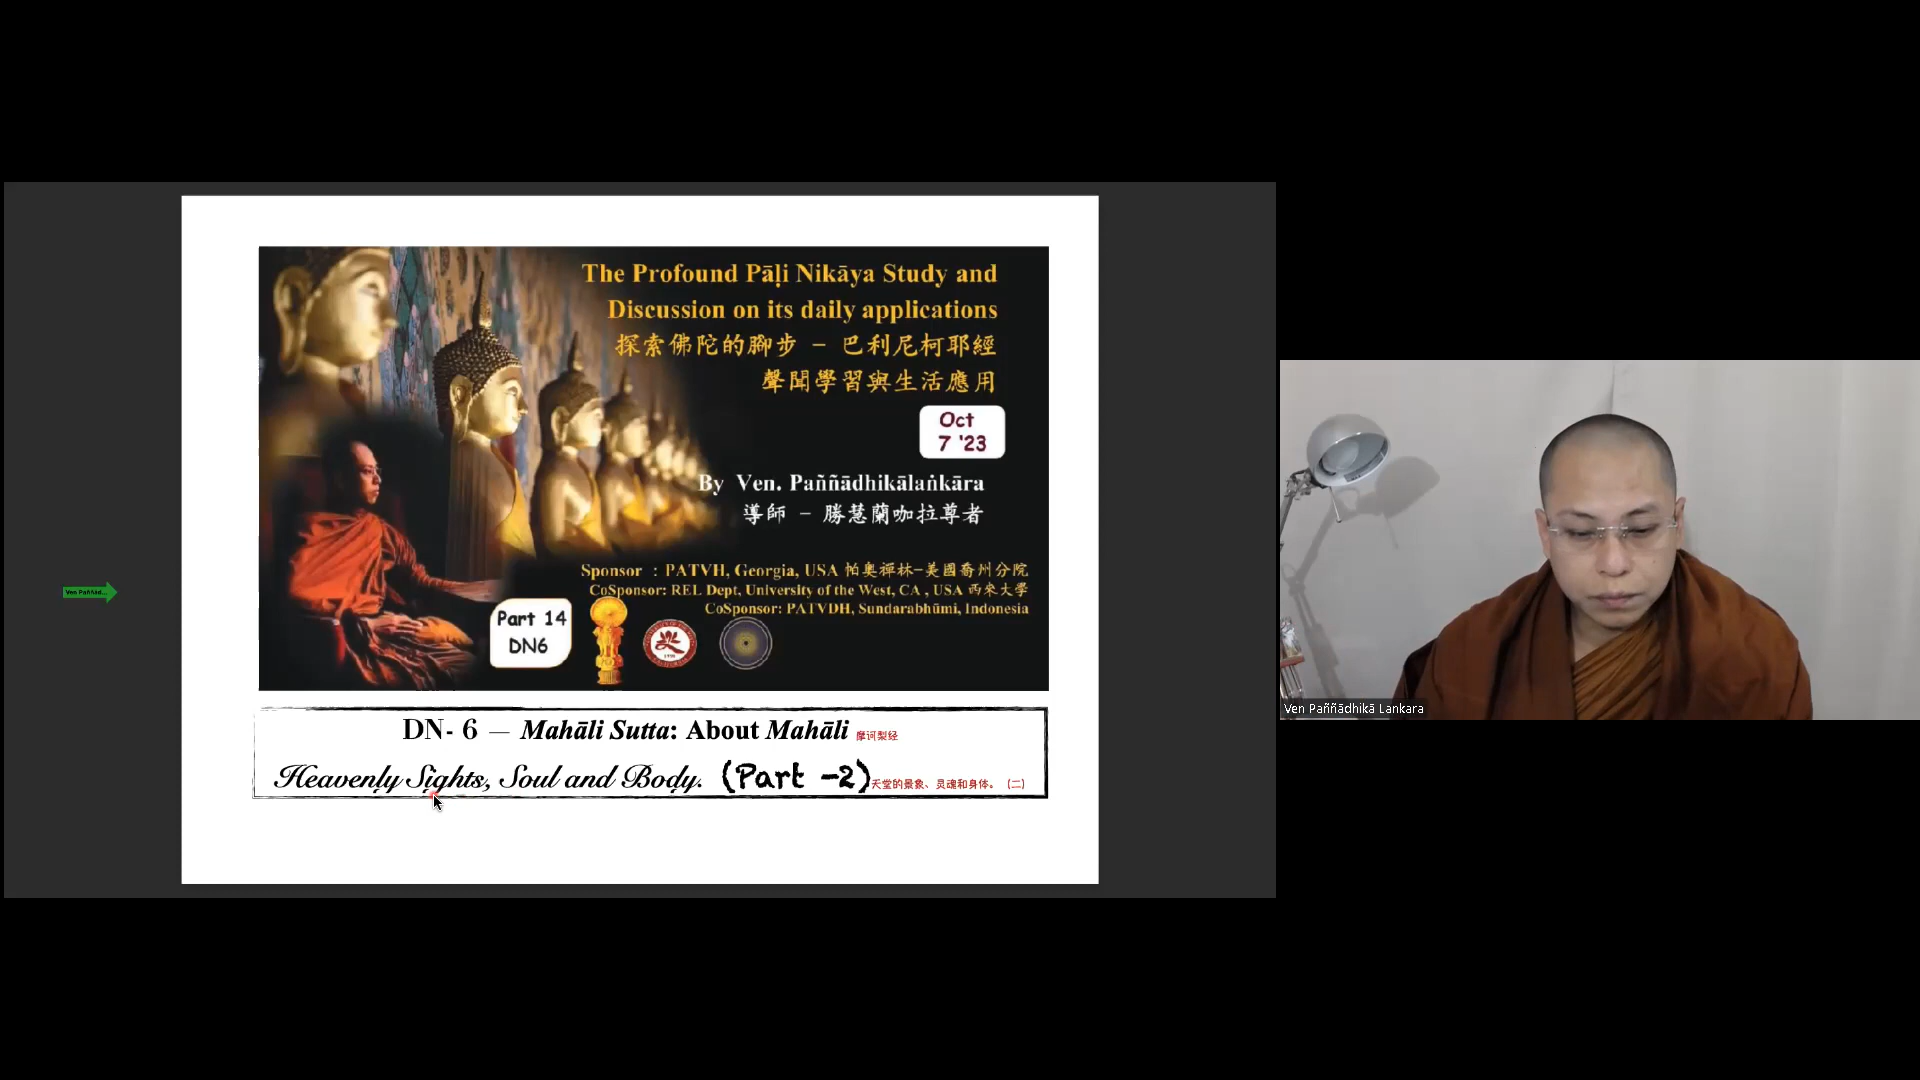 The Profound Pāḷi Nikāya Study and
Discussion on its daily applications
探索佛陀的腳步 – 巴利尼柯耶經
聲聞學習與生活應用
Oct
7 '23
By Ven. Paññādhikālaṅkāra
導師 – 勝慧蘭咖拉尊者
Sponsor : PATVH, Georgia, USA 帕奧禪林–美國喬州分院
CoSponsor: REL Dept, University of the West, CA , USA 西來大學
CoSponsor: PATVDH, Sundarabhūmi, Indonesia
Part 14
DN6
DN- 6 — Mahāli Sutta: About Mahāli 摩诃梨经
Heavenly Sights, Soul and Body. (Part -2) 天堂的景象、灵魂和身体。 (二)
Ven Paññād...
Ven Paññādhikā Lankara